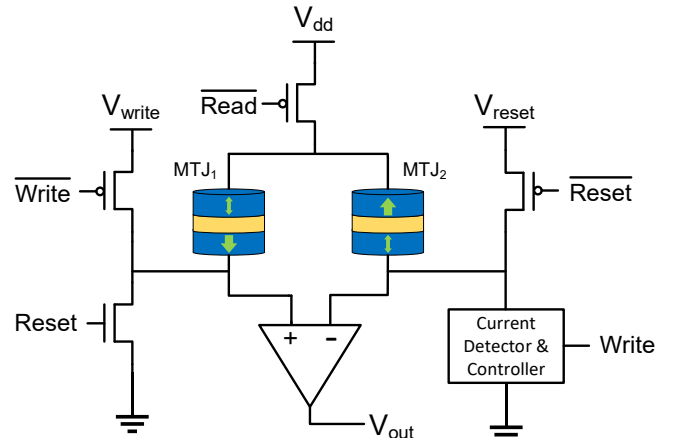 Vdd
Read
Vwrite
Vreset
MTJ1
MTJ2
Write
Reset
Reset
+
-
Current
Detector &
Controller
Write
Vout